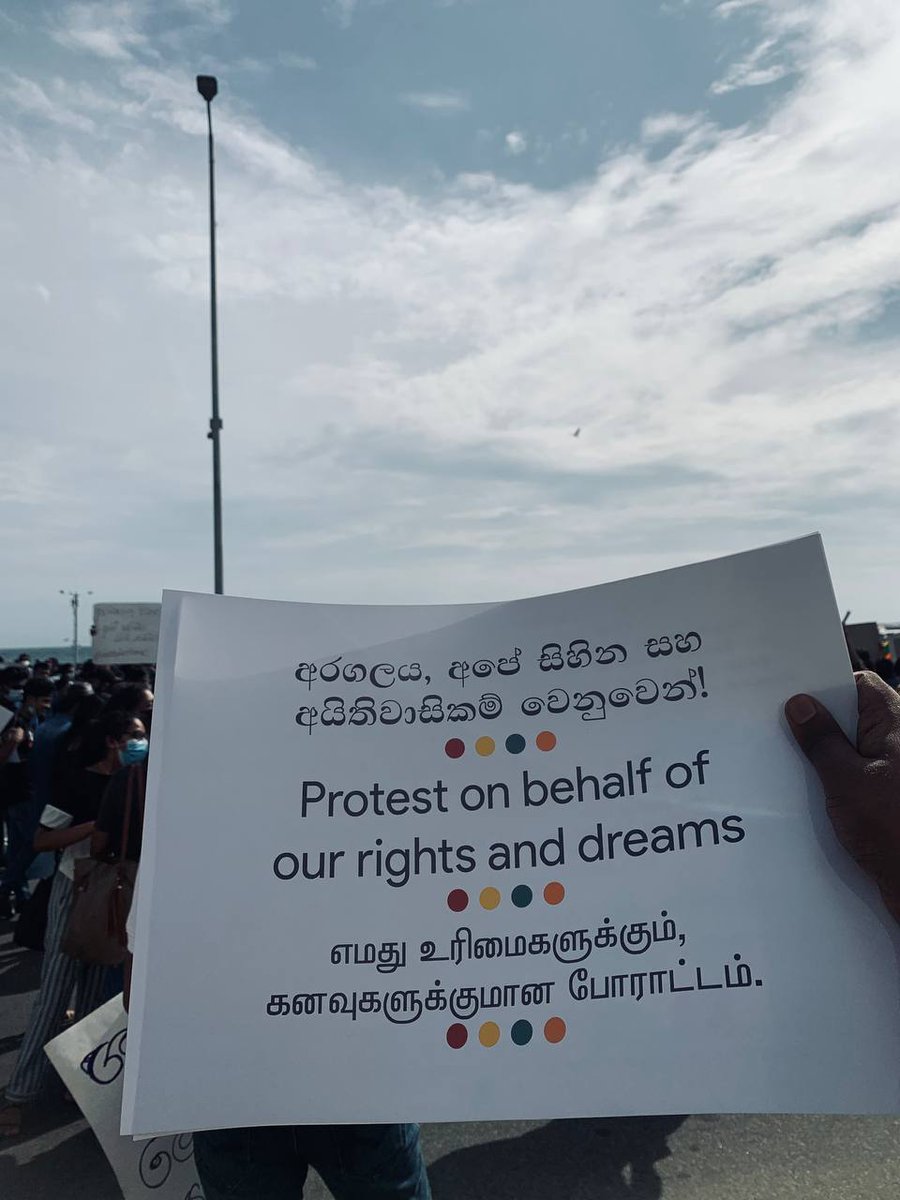 අරගලය, අපේ සිහින සහ
අයිතිවාසිකම් වෙනුවෙන්!
Protest on behalf of
our rights and dreams
எமது உரிமைகளுக்கும்,
கனவுகளுக்குமான போராட்டம்.